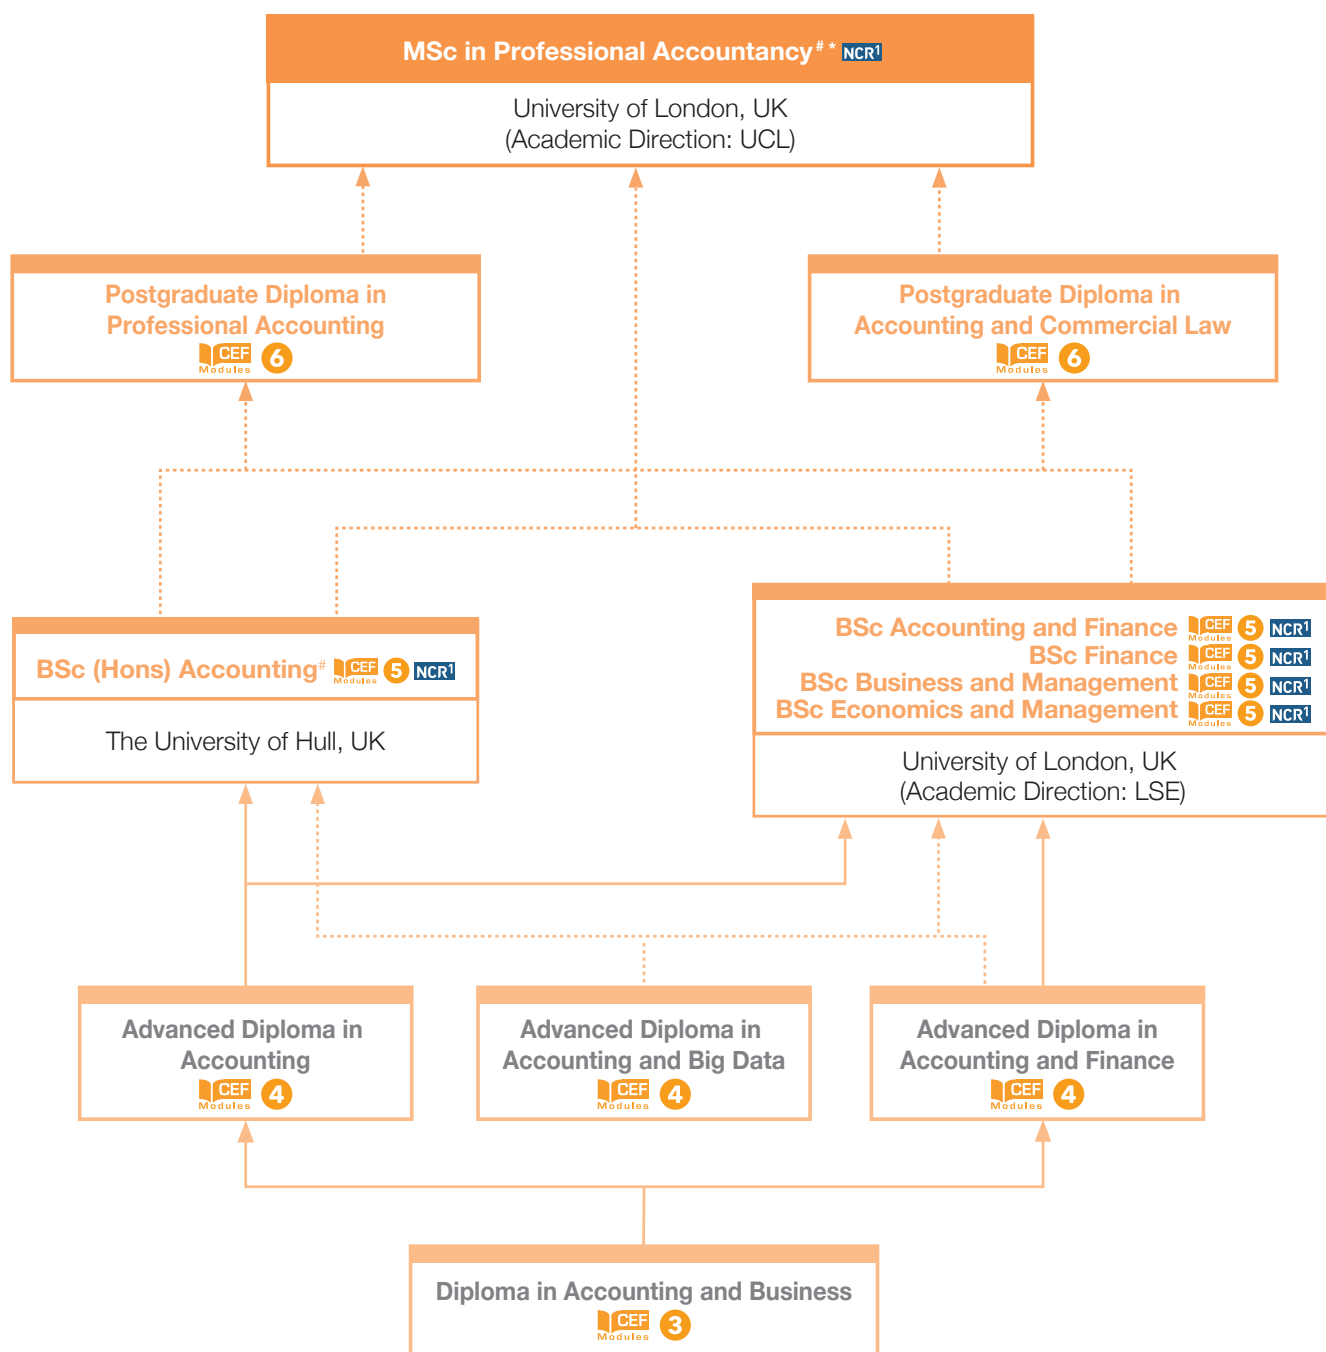 MSc in Professional Accountancy# * NCR1
University of London, UK
(Academic Direction: UCL)
Postgraduate Diploma in
Professional Accounting
CEF 6
Modules
Postgraduate Diploma in
Accounting and Commercial Law
CEF 6
Modules
BSc (Hons) Accounting# CEF Modules 5 NCR1
The University of Hull, UK
BSc Accounting and Finance CEF Modules 5 NCR1
BSc Finance CEF Modules 5 NCR1
BSc Business and Management CEF Modules 5 NCR1
BSc Economics and Management CEF Modules 5 NCR1
University of London, UK
(Academic Direction: LSE)
Advanced Diploma in
Accounting
CEF 4
Modules
Advanced Diploma in
Accounting and Big Data
CEF 4
Modules
Advanced Diploma in
Accounting and Finance
CEF 4
Modules
Diploma in Accounting and Business
CEF 3
Modules